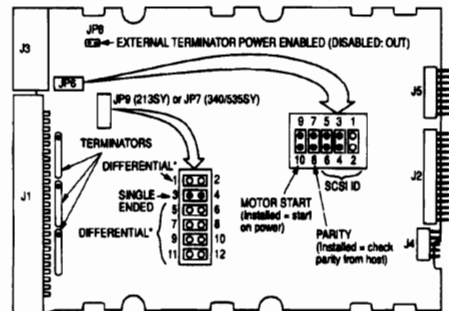 JP8
EXTERNAL TERMINATOR POWER ENABLED (DISABLED: OUT)
J3
JP6
J5
JP9 (213SY) or JP7 (340/535SY)
9 7 5 3 1
10 8 6 4 2
SCSI ID
TERMINATORS
DIFFERENTIAL*
1 2
SINGLE
ENDED
3 4
DIFFERENTIAL*
5 6
7 8
9 10
11 12
MOTOR START
(Installed = start
on power)
PARITY
(Installed = check
parity from host)
J1
J2
J4